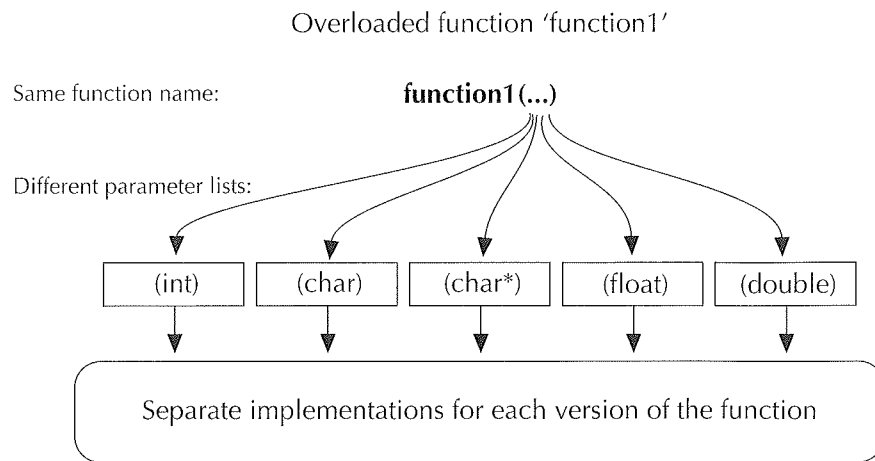 Overloaded function ‘function1’
Same function name:
function1(...)
Different parameter lists:
(int)
(char)
(char*)
(float)
(double)
Separate implementations for each version of the function